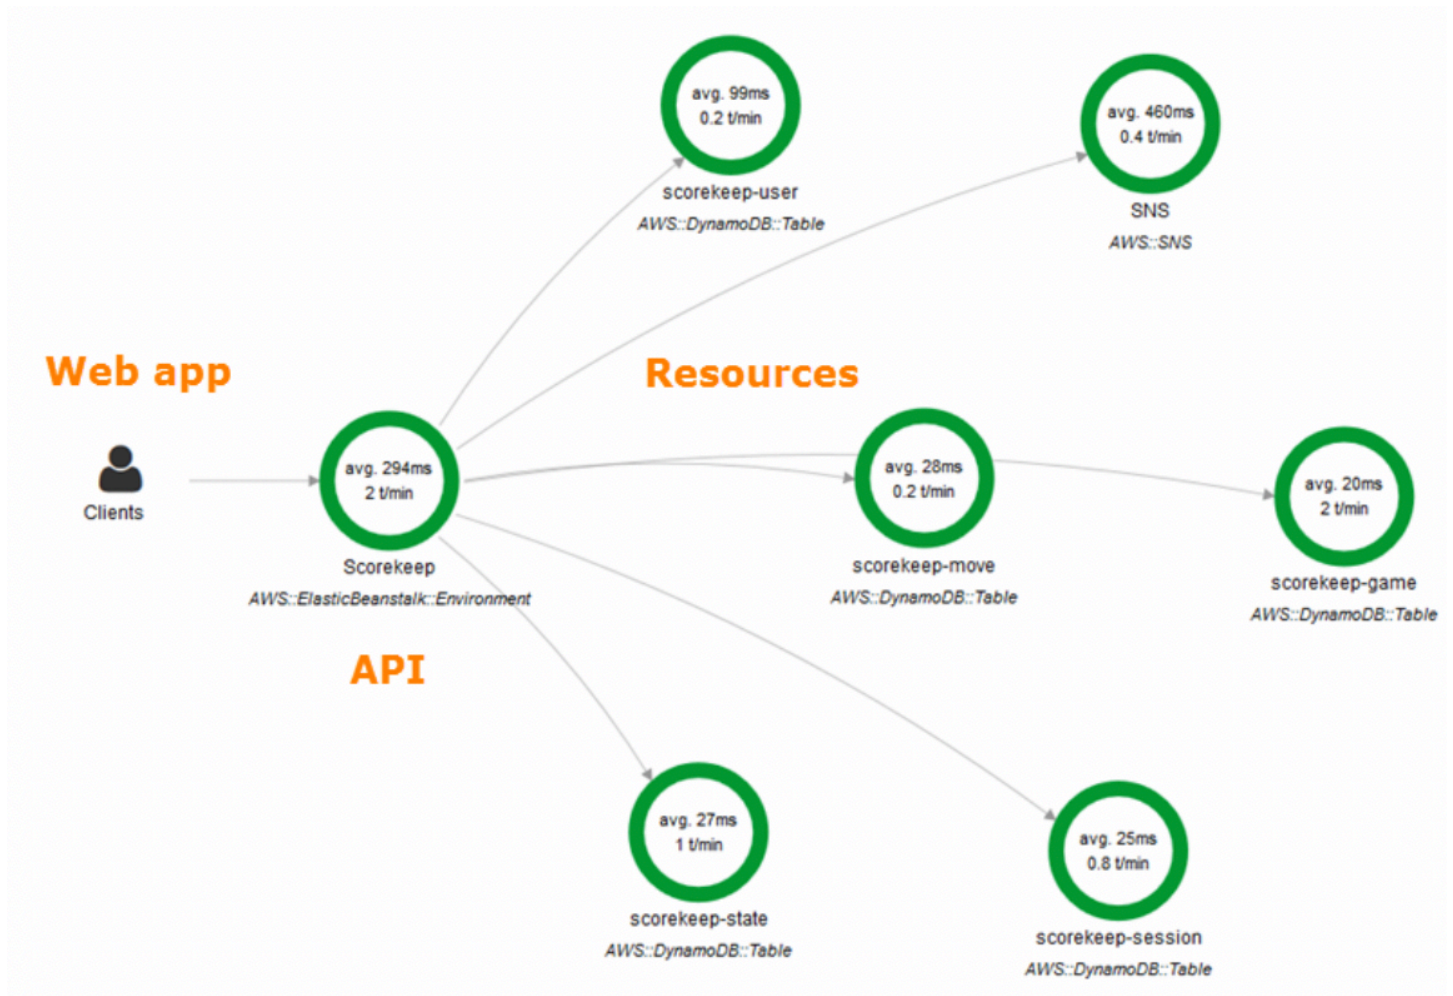 avg. 99ms
0.2 t/min
scorekeep-user
AWS::DynamoDB::Table
avg. 460ms
0.4 t/min
SNS
AWS::SNS
Web app
Resources
Clients
avg. 294ms
2 t/min
Scorekeep
AWS::ElasticBeanstalk::Environment
avg. 28ms
0.2 t/min
scorekeep-move
AWS::DynamoDB::Table
avg. 20ms
2 t/min
scorekeep-game
AWS::DynamoDB::Table
API
avg. 27ms
1 t/min
scorekeep-state
AWS::DynamoDB::Table
avg. 25ms
0.8 t/min
scorekeep-session
AWS::DynamoDB::Table